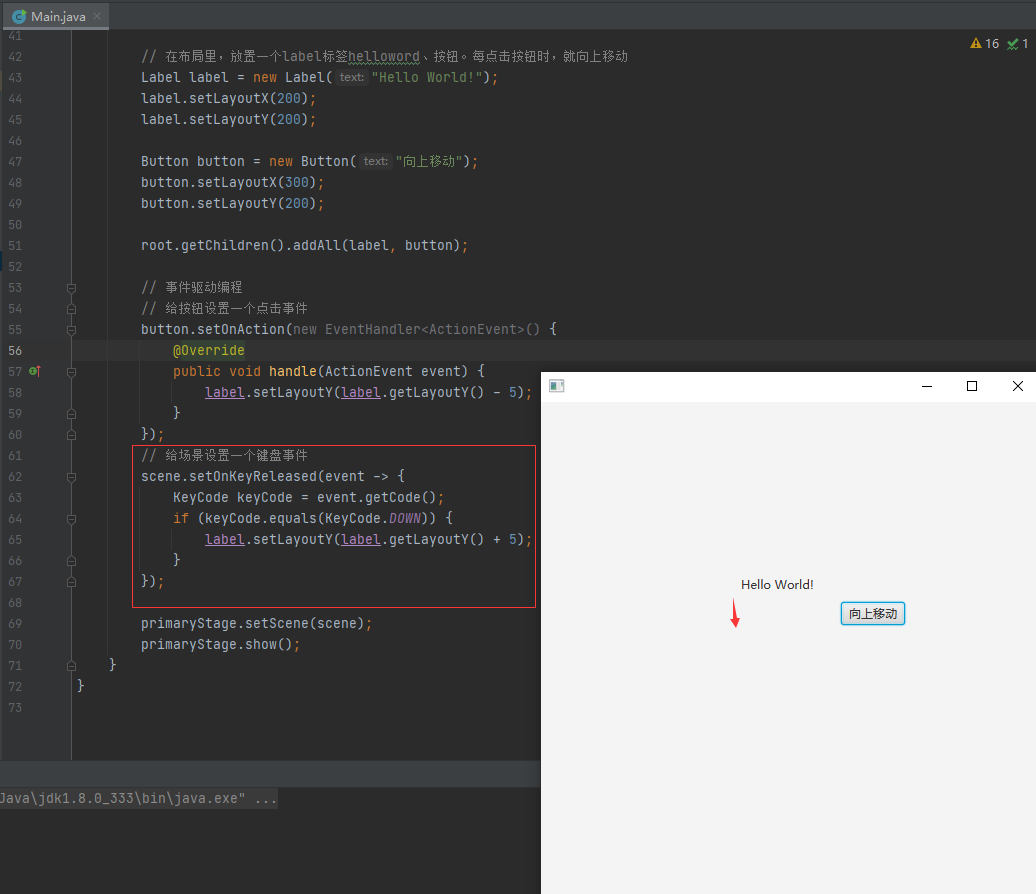 Main.java
16 1
41
42 // 在布局里，放置一个label标签helloword、按钮。每点击按钮时，就向上移动
43 Label label = new Label( text: "Hello World!");
44 label.setLayoutX(200);
45 label.setLayoutY(200);
46
47 Button button = new Button( text: "向上移动");
48 button.setLayoutX(300);
49 button.setLayoutY(200);
50
51 root.getChildren().addAll(label, button);
52
53 // 事件驱动编程
54 // 给按钮设置一个点击事件
55 button.setOnAction(new EventHandler<ActionEvent>() {
56 @Override
57 public void handle(ActionEvent event) {
58 label.setLayoutY(label.getLayoutY() - 5);
59 }
60 });
61 // 给场景设置一个键盘事件
62 scene.setOnKeyReleased(event -> {
63 KeyCode keyCode = event.getCode();
64 if (keyCode.equals(KeyCode.DOWN)) {
65 label.setLayoutY(label.getLayoutY() + 5);
66 }
67 });
68
69 primaryStage.setScene(scene);
70 primaryStage.show();
71 }
72 }
73
Java\jdk1.8.0_333\bin\java.exe" ...
Hello World!
向上移动